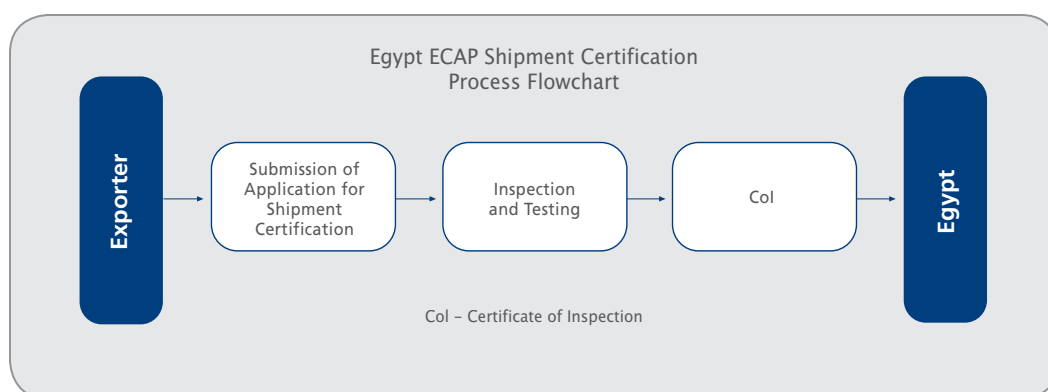 Egypt ECAP Shipment Certification
Process Flowchart
Exporter
Submission of
Application for
Shipment
Certification
Inspection
and Testing
CoI
Egypt
CoI – Certificate of Inspection